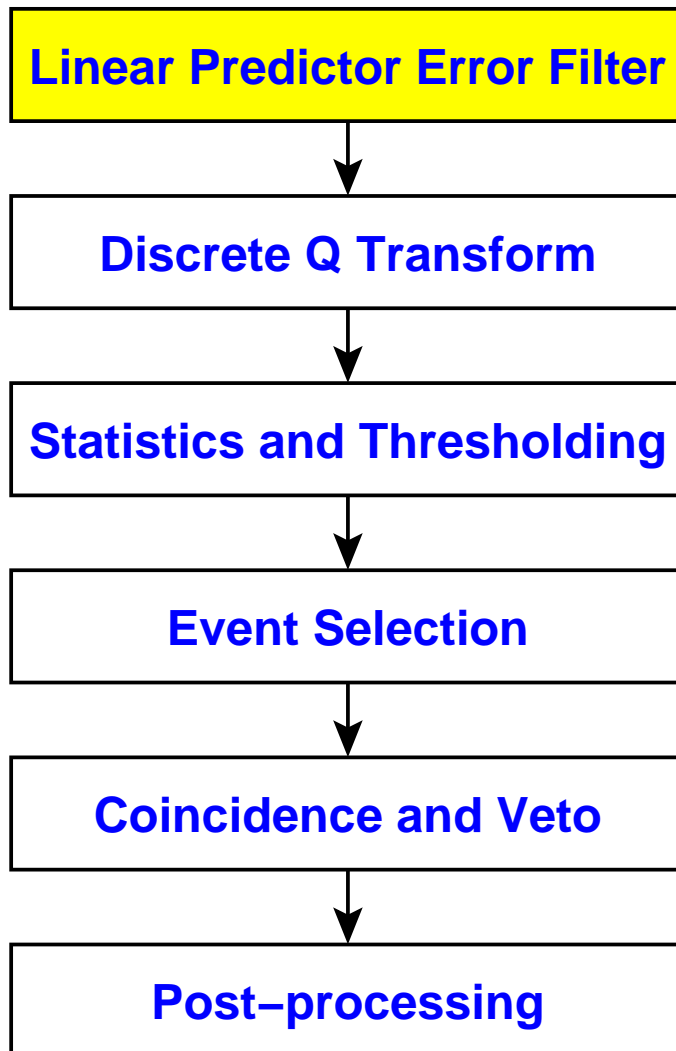 Linear Predictor Error Filter
Discrete Q Transform
Statistics and Thresholding
Event Selection
Coincidence and Veto
Post−processing